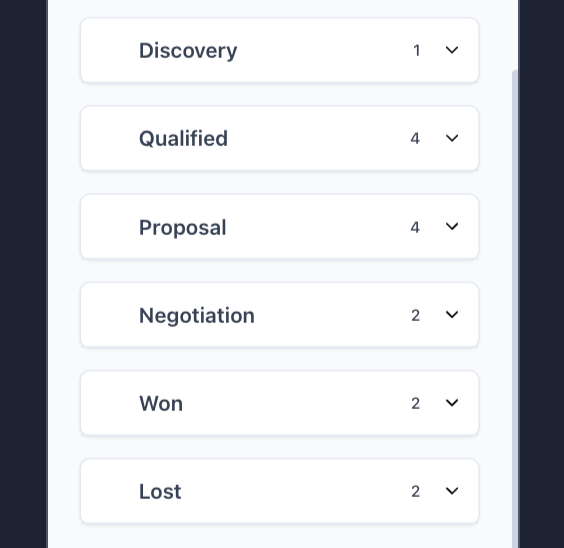 Discovery 1
Qualified 4
Proposal 4
Negotiation 2
Won 2
Lost 2